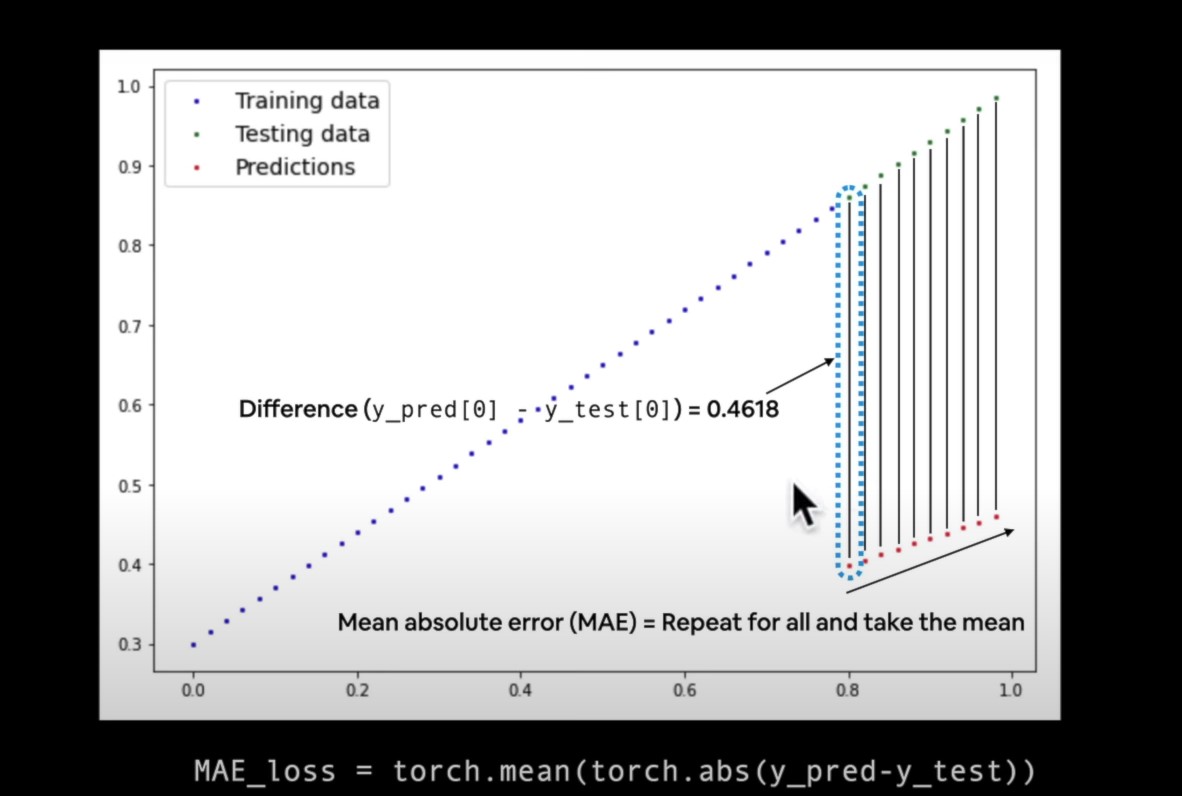 1.0
Training data
Testing data
Predictions
0.9
0.8
0.7
0.6
Difference (y_pred[0] - y_test[0]) = 0.4618
0.5
0.4
Mean absolute error (MAE) = Repeat for all and take the mean
0.3
0.0 0.2 0.4 0.6 0.8 1.0
MAE_loss = torch.mean(torch.abs(y_pred-y_test))